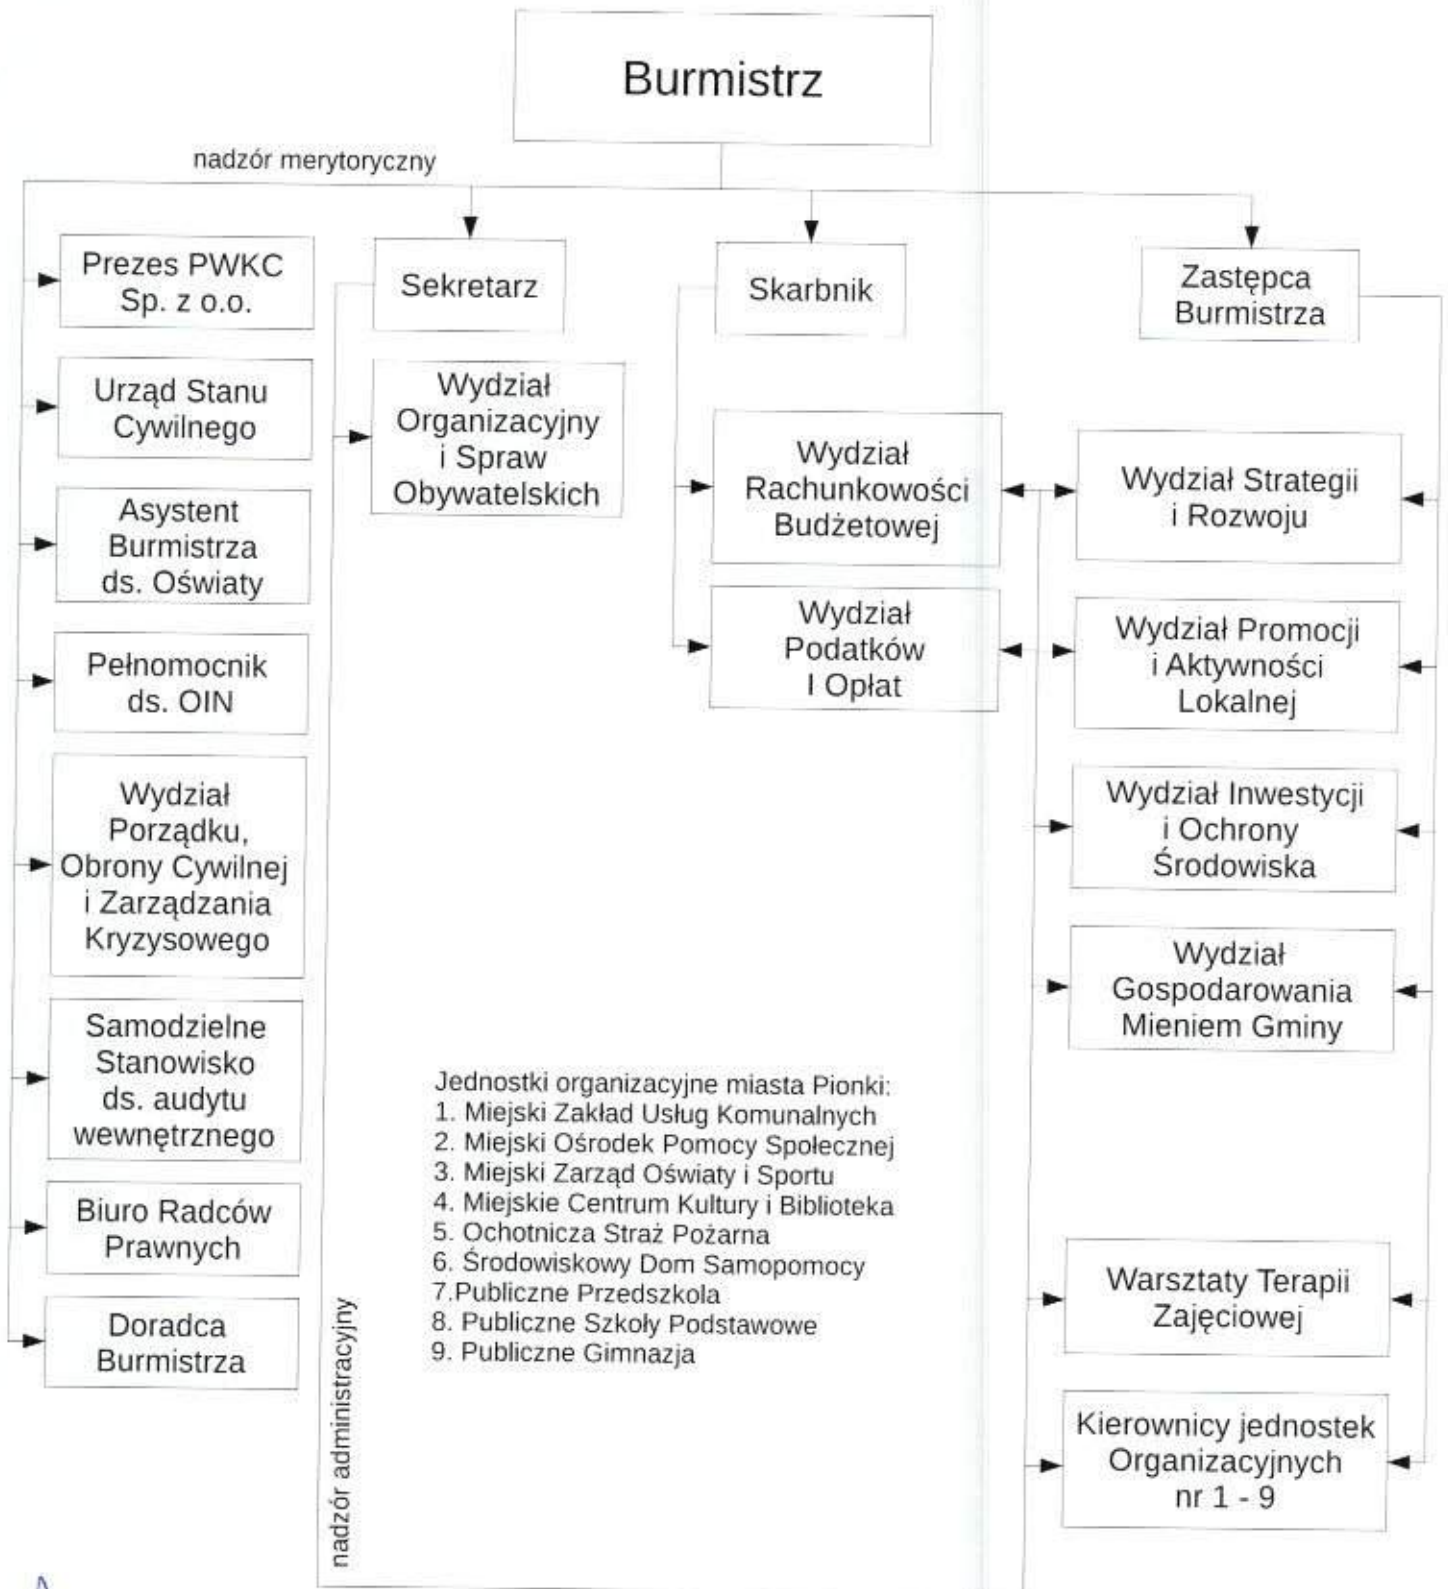 Burmistrz
nadzór merytoryczny
Prezes PWKC
Sp. z o.o.
Urząd Stanu
Cywilnego
Asystent
Burmistrza
ds. Oświaty
Pełnomocnik
ds. OIN
Wydział
Porządku,
Obrony Cywilnej
i Zarządzania
Kryzysowego
Samodzielne
Stanowisko
ds. audytu
wewnętrznego
Biuro Radców
Prawnych
Doradca
Burmistrza
Sekretarz
Wydział
Organizacyjny
i Spraw
Obywatelskich
nadzór administracyjny
Skarbnik
Wydział
Rachunkowości
Budżetowej
Wydział
Podatków
I Opłat
Zastępca
Burmistrza
Wydział Strategii
i Rozwoju
Wydział Promocji
i Aktywności
Lokalnej
Wydział Inwestycji
i Ochrony
Środowiska
Wydział
Gospodarowania
Mieniem Gminy
Warsztaty Terapii
Zajęciowej
Kierownicy jednostek
Organizacyjnych
nr 1 - 9
Jednostki organizacyjne miasta Pionki:
1. Miejski Zakład Usług Komunalnych
2. Miejski Ośrodek Pomocy Społecznej
3. Miejski Zarząd Oświaty i Sportu
4. Miejskie Centrum Kultury i Biblioteka
5. Ochotnicza Straż Pożarna
6. Środowiskowy Dom Samopomocy
7.Publiczne Przedszkola
8. Publiczne Szkoły Podstawowe
9. Publiczne Gimnazja